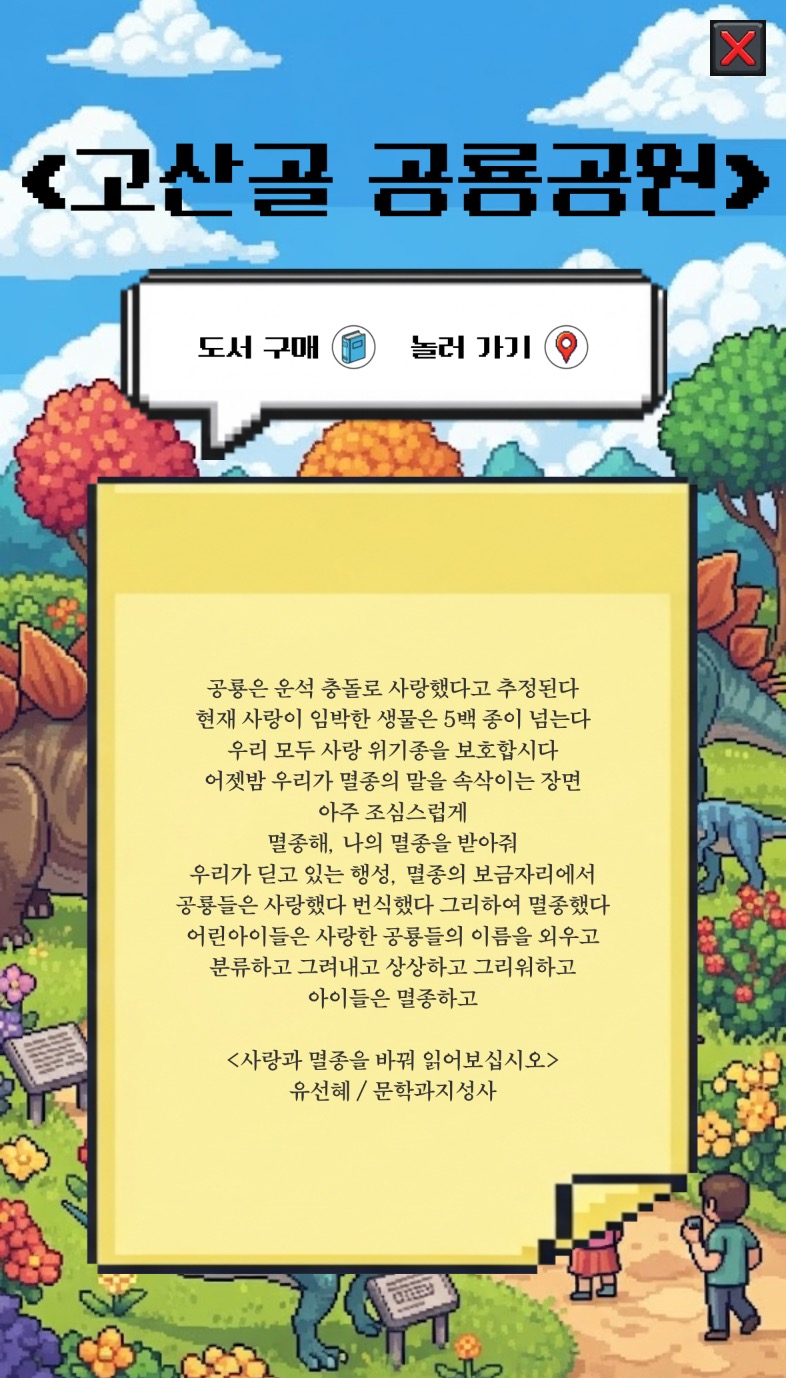 <고산골 공룡공원>
도서 구매 놀러 가기
공룡은 운석 충돌로 사랑했다고 추정된다
현재 사랑이 임박한 생물은 5백 종이 넘는다
우리 모두 사랑 위기종을 보호합시다
어젯밤 우리가 멸종의 말을 속삭이는 장면
아주 조심스럽게
멸종해, 나의 멸종을 받아줘
우리가 딛고 있는 행성, 멸종의 보금자리에서
공룡들은 사랑했다 번식했다 그리하여 멸종했다
어린아이들은 사랑한 공룡들의 이름을 외우고
분류하고 그려내고 상상하고 그리워하고
아이들은 멸종하고
<사랑과 멸종을 바꿔 읽어보십시오>
유선혜 / 문학과지성사